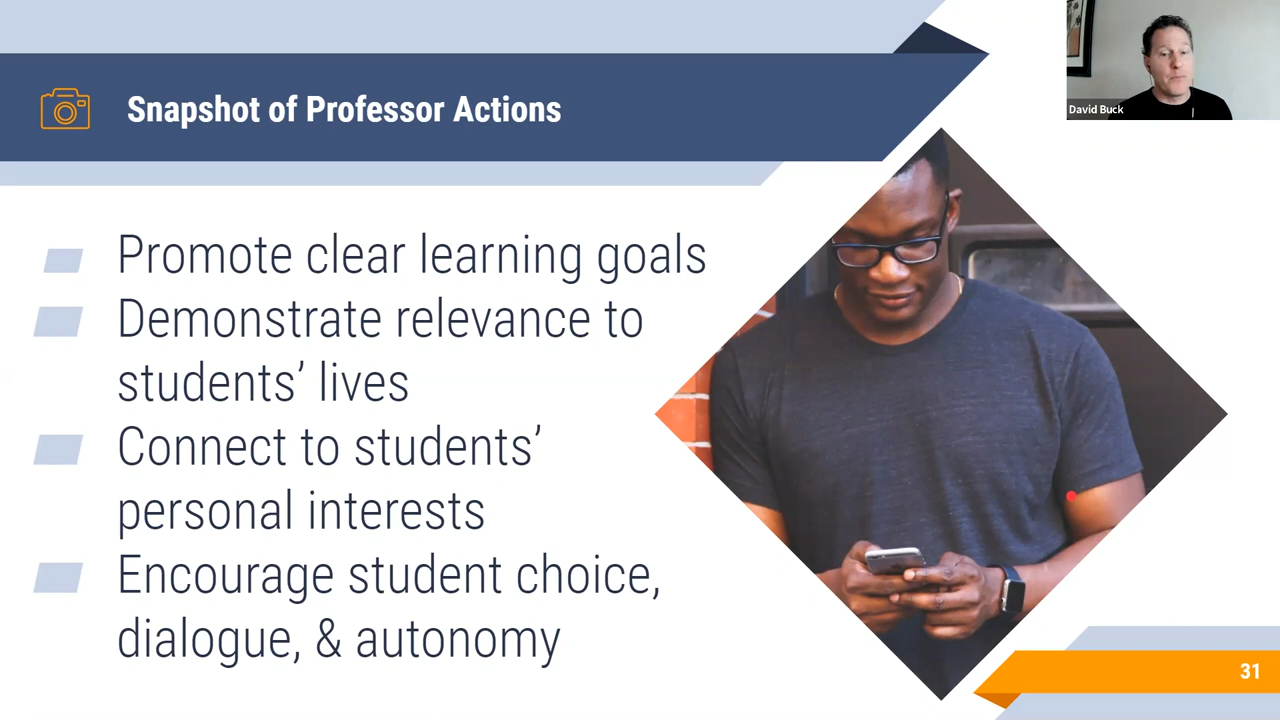 Snapshot of Professor Actions
David Buck
Promote clear learning goals
Demonstrate relevance to
students’ lives
Connect to students’
personal interests
Encourage student choice,
dialogue, & autonomy
31